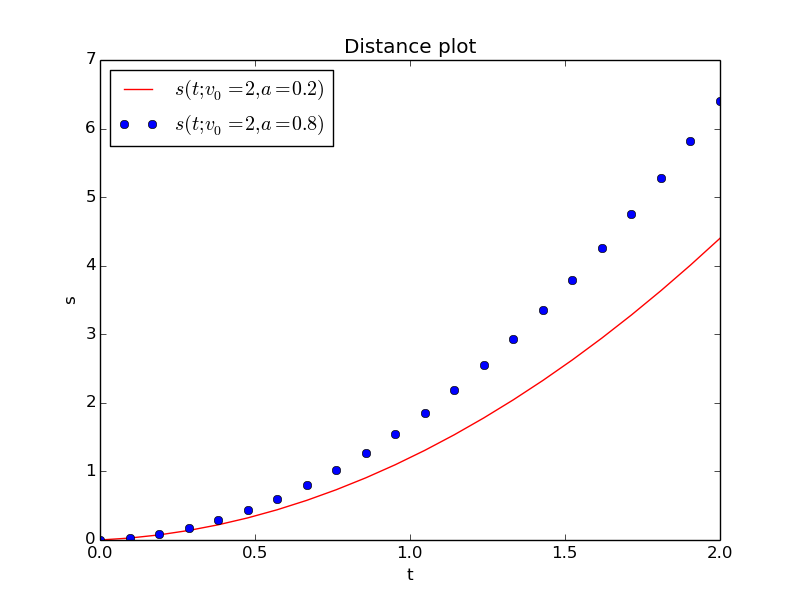 Distance plot
s(t;v₀ =2,a=0.2)
s(t;v₀ =2,a=0.8)
7
6
5
4
3
2
1
0
s
0.0 0.5 1.0 1.5 2.0
t